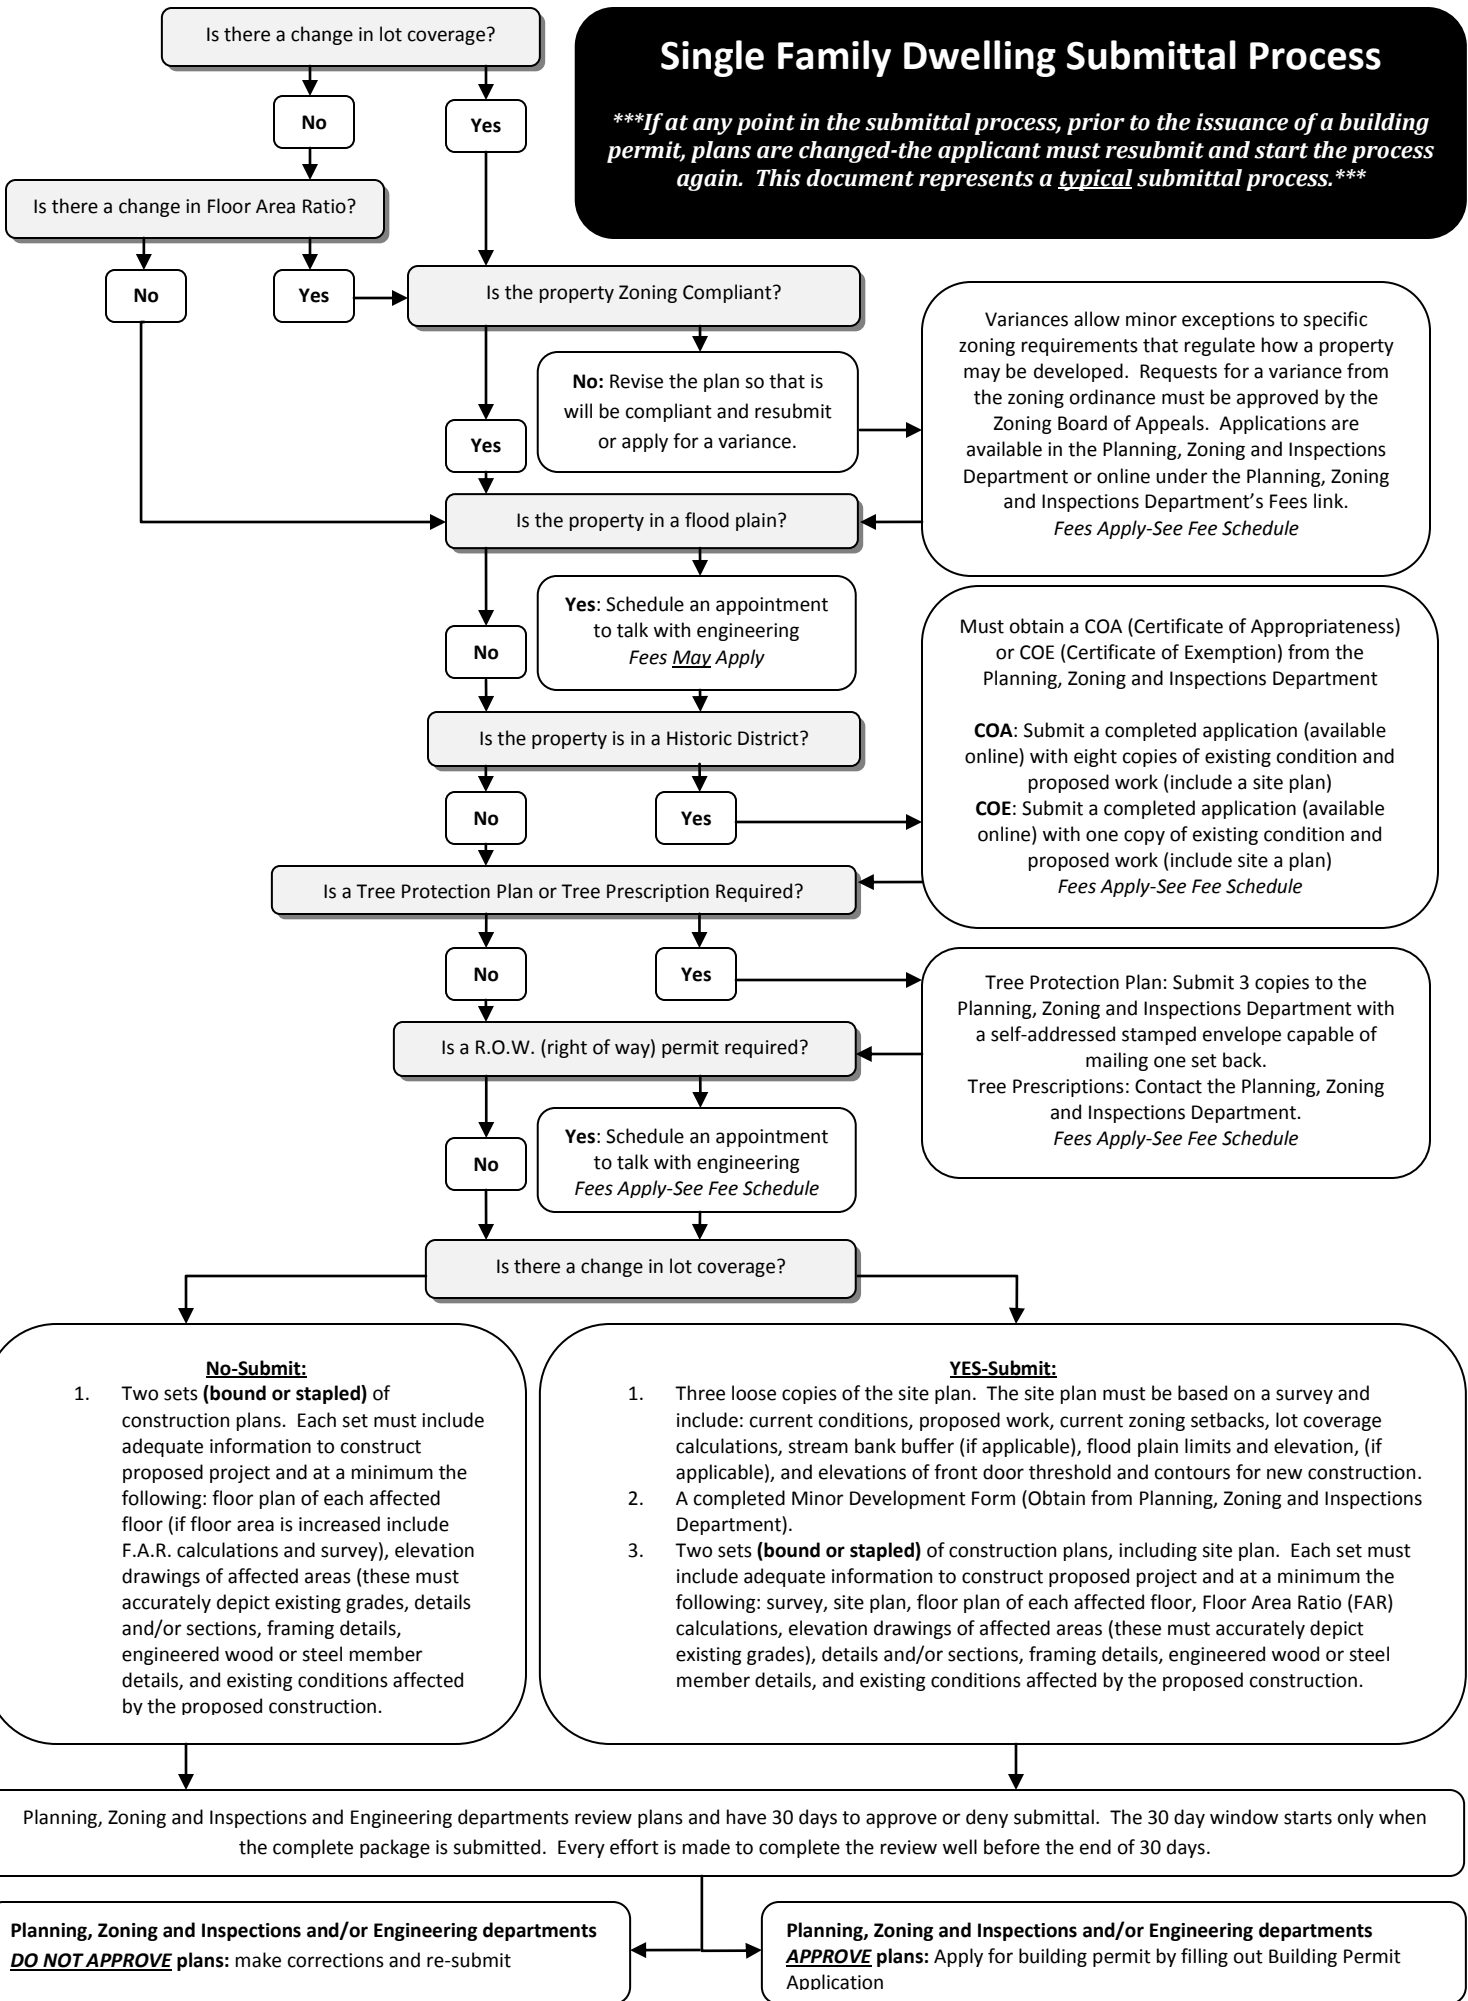 Is there a change in lot coverage?
Single Family Dwelling Submittal Process
***If at any point in the submittal process, prior to the issuance of a building
permit, plans are changed-the applicant must resubmit and start the process
again. This document represents a typical submittal process.***
No
Yes
Is there a change in Floor Area Ratio?
No
Yes
Is the property Zoning Compliant?
No: Revise the plan so that is
will be compliant and resubmit
or apply for a variance.
Variances allow minor exceptions to specific
zoning requirements that regulate how a property
may be developed. Requests for a variance from
the zoning ordinance must be approved by the
Zoning Board of Appeals. Applications are
available in the Planning, Zoning and Inspections
Department or online under the Planning, Zoning
and Inspections Department’s Fees link.
Fees Apply-See Fee Schedule
Yes
Is the property in a flood plain?
Yes: Schedule an appointment
to talk with engineering
Fees May Apply
No
Is the property is in a Historic District?
Must obtain a COA (Certificate of Appropriateness)
or COE (Certificate of Exemption) from the
Planning, Zoning and Inspections Department
COA: Submit a completed application (available
online) with eight copies of existing condition and
proposed work (include a site plan)
COE: Submit a completed application (available
online) with one copy of existing condition and
proposed work (include site a plan)
Fees Apply-See Fee Schedule
No
Yes
Is a Tree Protection Plan or Tree Prescription Required?
No
Yes
Tree Protection Plan: Submit 3 copies to the
Planning, Zoning and Inspections Department with
a self-addressed stamped envelope capable of
mailing one set back.
Tree Prescriptions: Contact the Planning, Zoning
and Inspections Department.
Fees Apply-See Fee Schedule
Is a R.O.W. (right of way) permit required?
No
Yes: Schedule an appointment
to talk with engineering
Fees Apply-See Fee Schedule
Is there a change in lot coverage?
No-Submit:
1. Two sets (bound or stapled) of
construction plans. Each set must include
adequate information to construct
proposed project and at a minimum the
following: floor plan of each affected
floor (if floor area is increased include
F.A.R. calculations and survey), elevation
drawings of affected areas (these must
accurately depict existing grades, details
and/or sections, framing details,
engineered wood or steel member
details, and existing conditions affected
by the proposed construction.
YES-Submit:
1. Three loose copies of the site plan. The site plan must be based on a survey and
include: current conditions, proposed work, current zoning setbacks, lot coverage
calculations, stream bank buffer (if applicable), flood plain limits and elevation, (if
applicable), and elevations of front door threshold and contours for new construction.
2. A completed Minor Development Form (Obtain from Planning, Zoning and Inspections
Department).
3. Two sets (bound or stapled) of construction plans, including site plan. Each set must
include adequate information to construct proposed project and at a minimum the
following: survey, site plan, floor plan of each affected floor, Floor Area Ratio (FAR)
calculations, elevation drawings of affected areas (these must accurately depict
existing grades), details and/or sections, framing details, engineered wood or steel
member details, and existing conditions affected by the proposed construction.
Planning, Zoning and Inspections and Engineering departments review plans and have 30 days to approve or deny submittal. The 30 day window starts only when
the complete package is submitted. Every effort is made to complete the review well before the end of 30 days.
Planning, Zoning and Inspections and/or Engineering departments
DO NOT APPROVE plans: make corrections and re-submit
Planning, Zoning and Inspections and/or Engineering departments
APPROVE plans: Apply for building permit by filling out Building Permit
Application